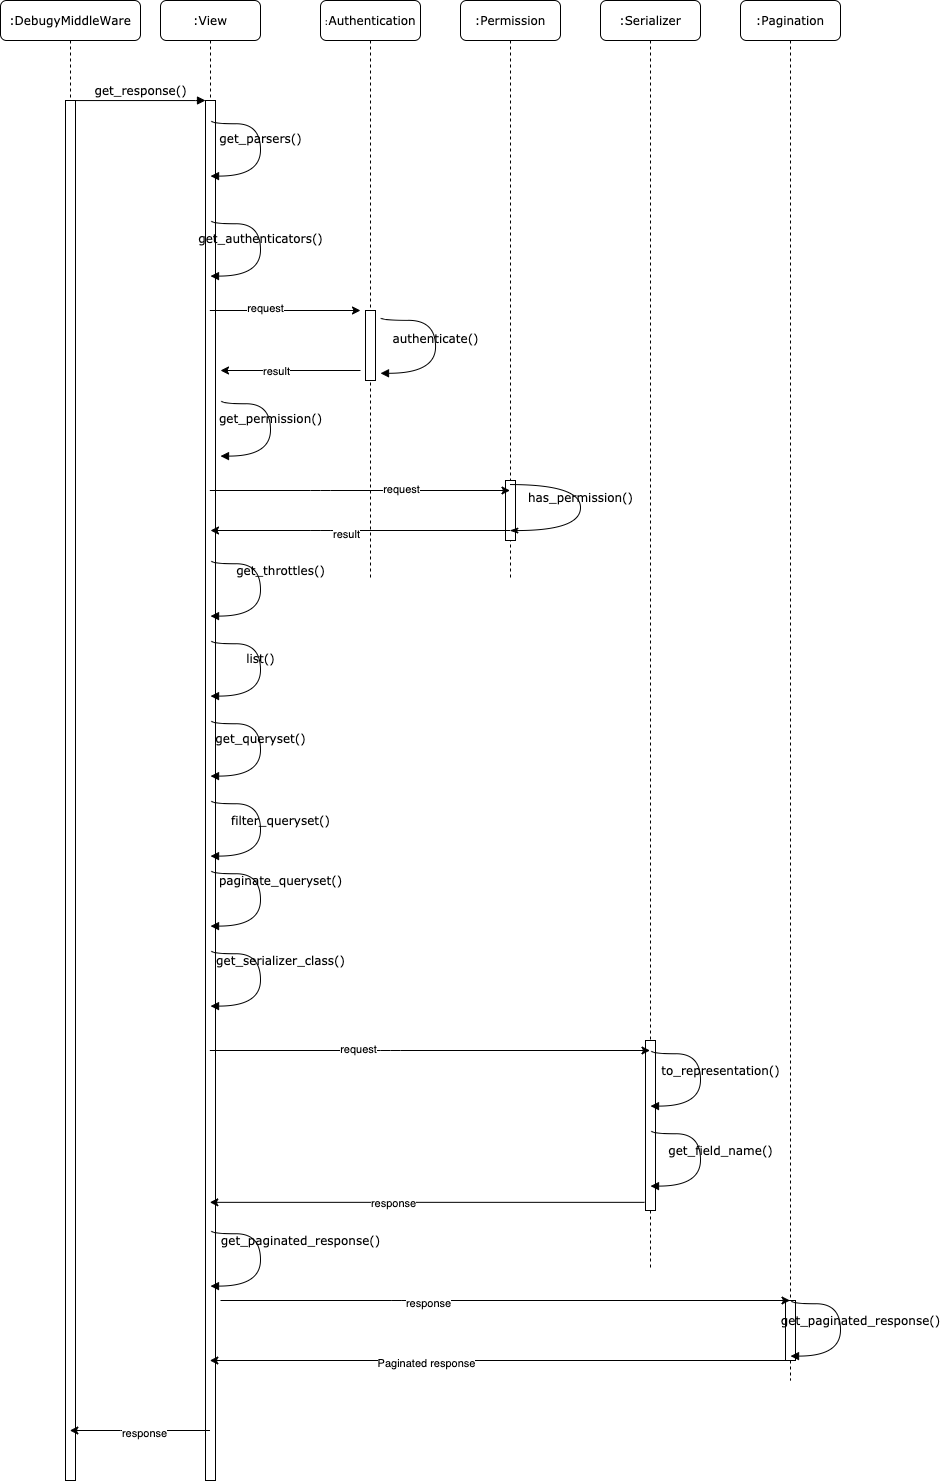 :DebugyMiddleWare
:View
:Authentication
:Permission
:Serializer
:Pagination
get_response()
get_parsers()
get_authenticators()
request
authenticate()
result
get_permission()
request
has_permission()
result
get_throttles()
list()
get_queryset()
filter_queryset()
paginate_queryset()
get_serializer_class()
request
to_representation()
get_field_name()
response
get_paginated_response()
response
get_paginated_response()
Paginated response
response